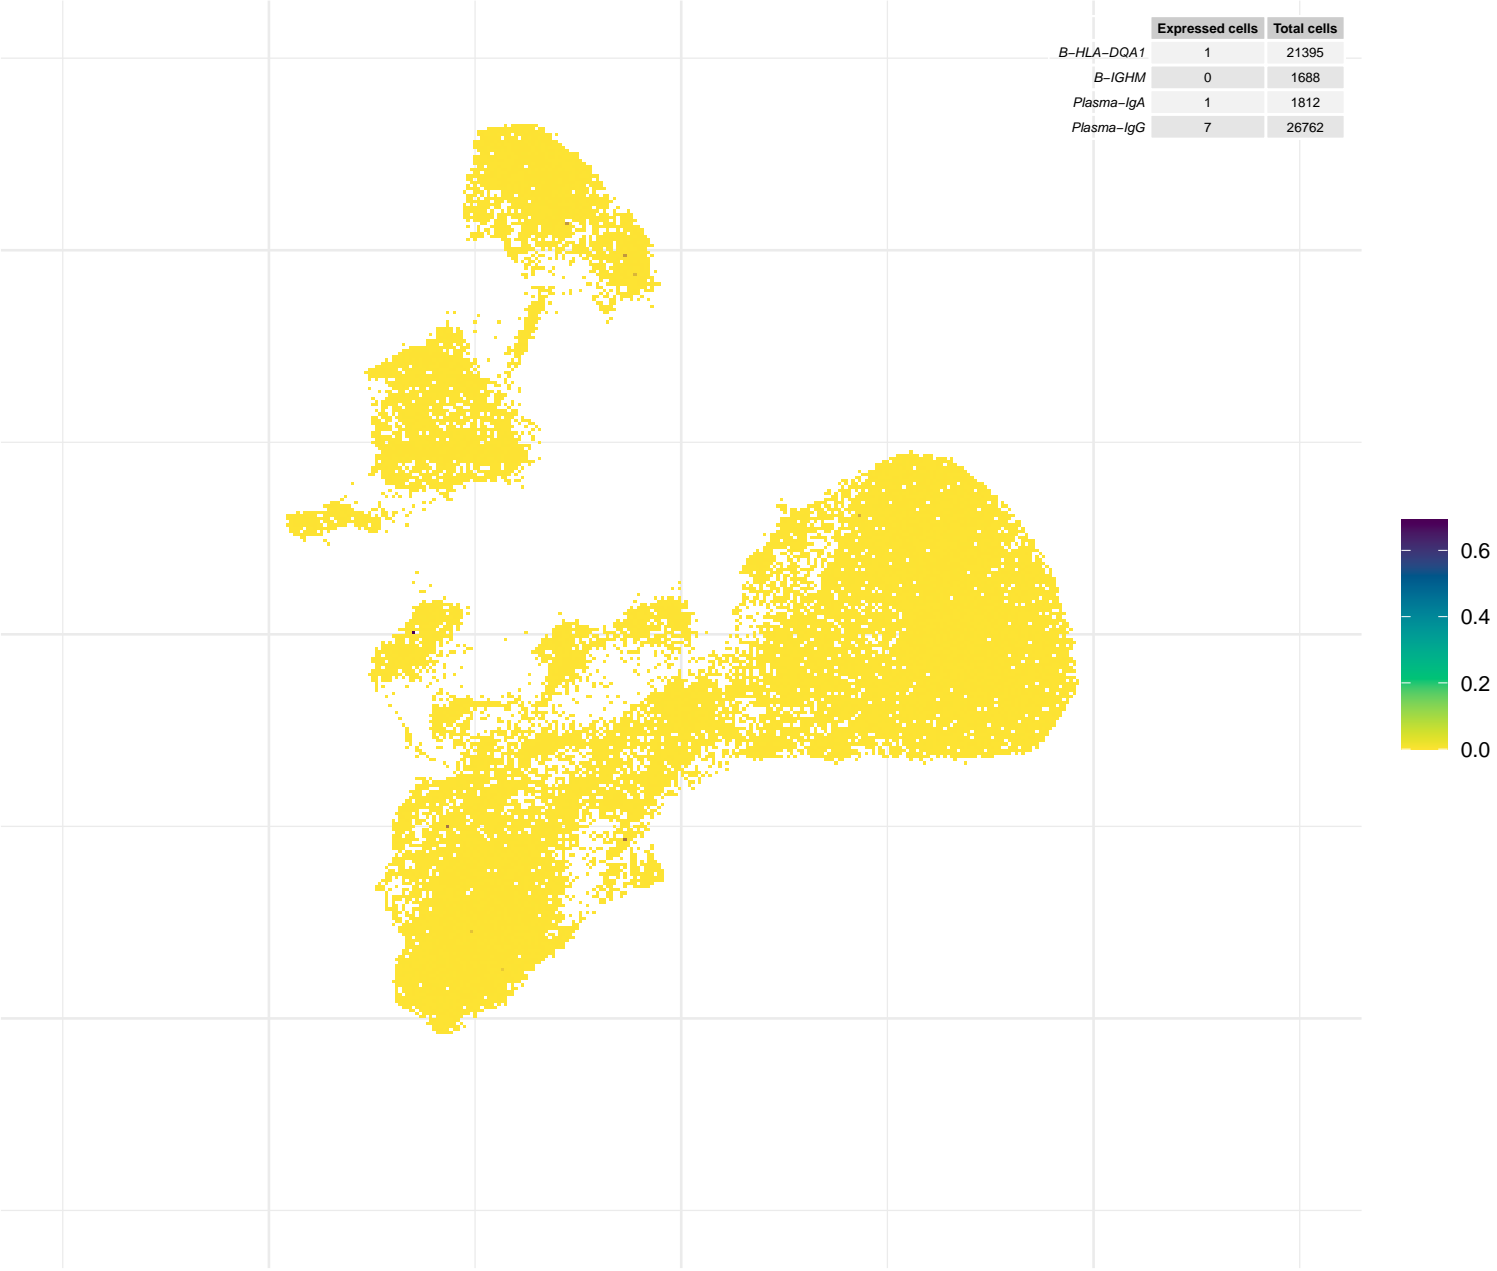 Expressed cells Total cells
B−HLA−DQA1 1 21395
B−IGHM 0 1688
Plasma−IgA 1 1812
Plasma−IgG 7 26762
0.6
0.4
0.2
0.0